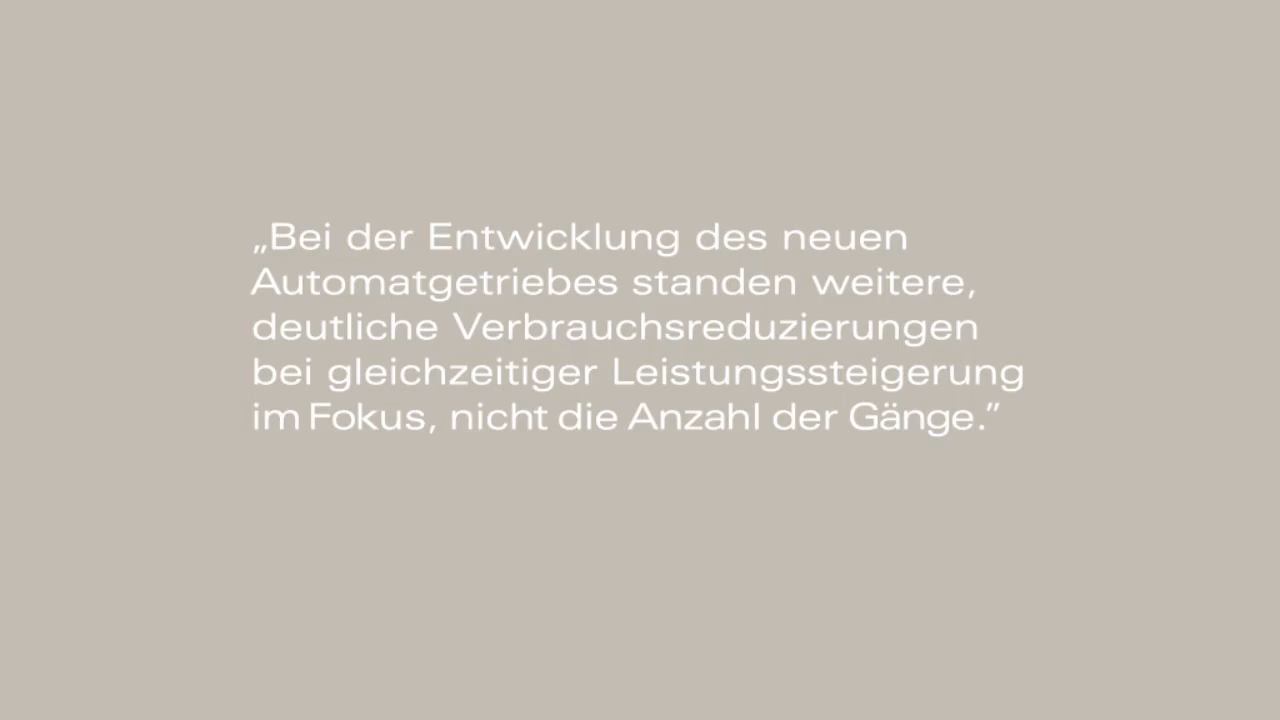 „Bei der Entwicklung des neuen
Automatgetriebes standen weitere,
deutliche Verbrauchsreduzierungen
bei gleichzeitiger Leistungssteigerung
im Fokus, nicht die Anzahl der Gänge.”